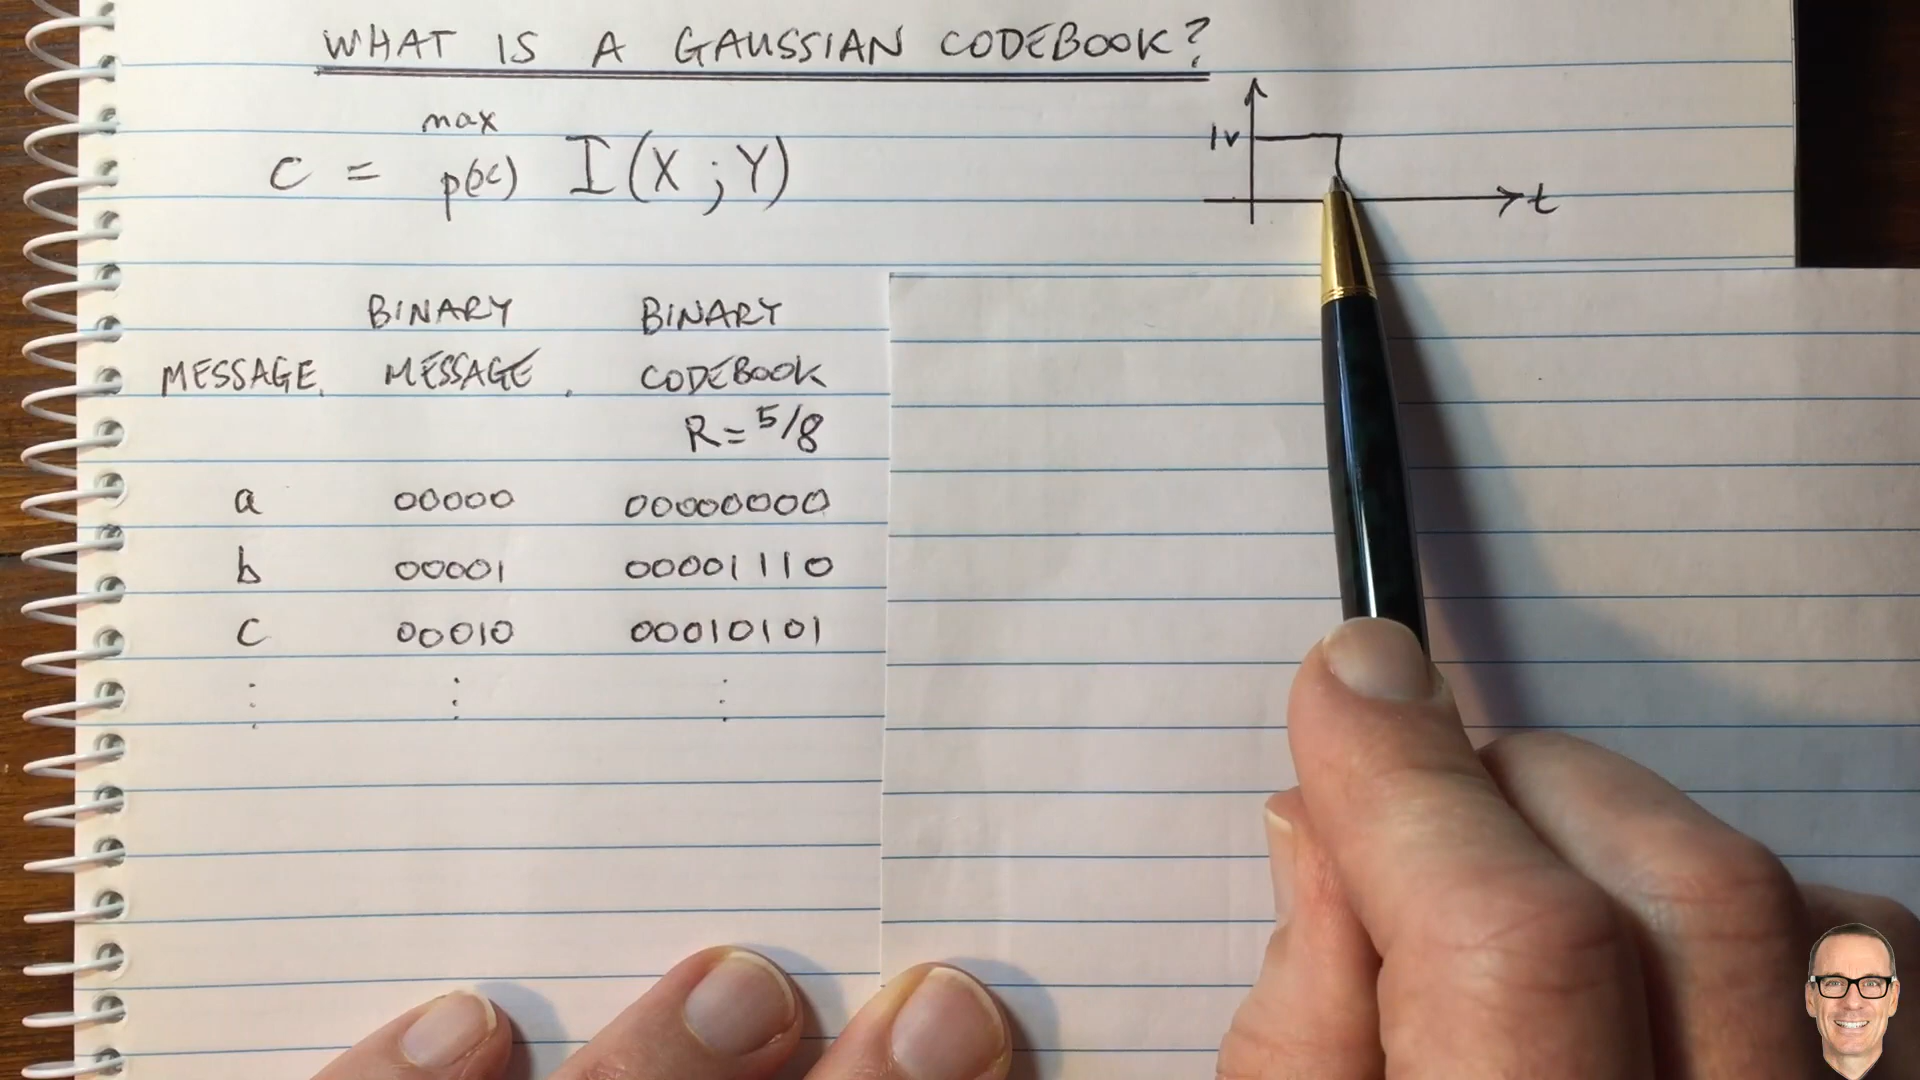 WHAT IS A GAUSSIAN CODEBOOK?
max
C = p(x) I(X;Y)
1v
t
BINARY BINARY
MESSAGE MESSAGE CODEBOOK
R = 5/8
a 00000 00000000
b 00001 00001110
c 00010 00010101